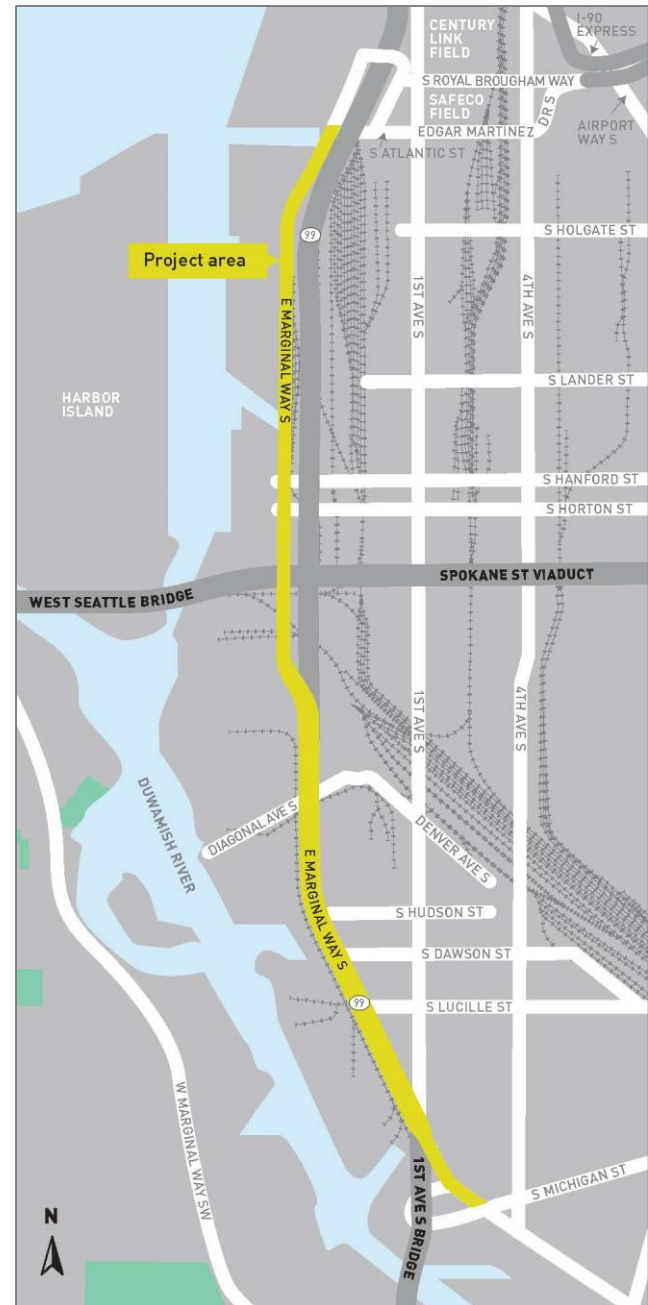 CENTURY
LINK
FIELD
I-90
EXPRESS
S ROYAL BROUGHAM WAY
SAFECO
FIELD
EDGAR MARTINEZ DR S
AIRPORT
WAY S
S ATLANTIC ST
99
S HOLGATE ST
Project area
E MARGINAL WAY S
1ST AVE S
4TH AVE S
S LANDER ST
HARBOR
ISLAND
S HANFORD ST
S HORTON ST
SPOKANE ST VIADUCT
WEST SEATTLE BRIDGE
1ST AVE S
4TH AVE S
DUWAMISH RIVER
DIAGONAL AVE S
DENVER AVE S
E MARGINAL WAY S
S HUDSON ST
S DAWSON ST
99
S LUCILLE ST
W MARGINAL WAY SW
1ST AVE S BRIDGE
S MICHIGAN ST
N